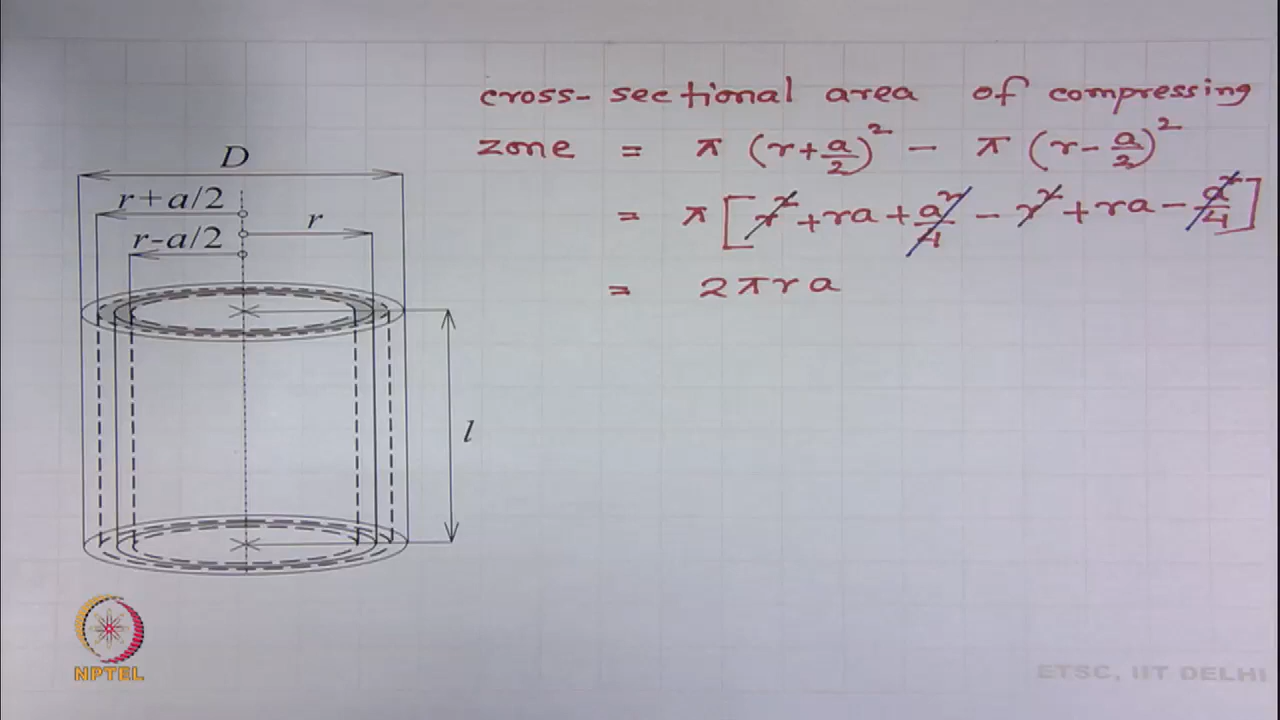 cross-sectional area of compressing
zone = π (r+a/2)² − π (r−a/2)²
= π [r² + ra + a²/4 − r² + ra − a²/4]
= 2πra
D
r+a/2
r
r-a/2
l
NPTEL
ETSC, IIT DELHI